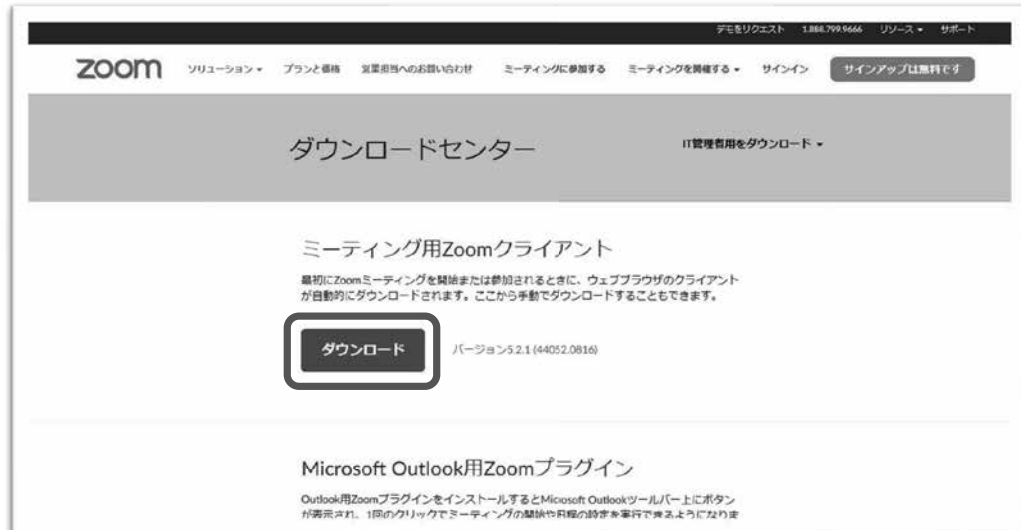 デモをリクエスト 1.888.799.9666 リソース サポート
zoom ソリューション プランと価格 営業担当へのお問い合わせ ミーティングに参加する ミーティングを開催する サインイン サインアップは無料です
ダウンロードセンター IT管理者用をダウンロード
ミーティング用Zoomクライアント
最初にZoomミーティングを開始または参加されるときに、ウェブブラウザのクライアント
が自動的にダウンロードされます。ここから手動でダウンロードすることもできます。
ダウンロード バージョン5.2.1 (44052.0816)
Microsoft Outlook用Zoomプラグイン
Outlook用ZoomプラグインをインストールするとMicrosoft Outlookツールバー上にボタン
が表示され、1回のクリックでミーティングの開始や日程の設定を実行できるようになりま